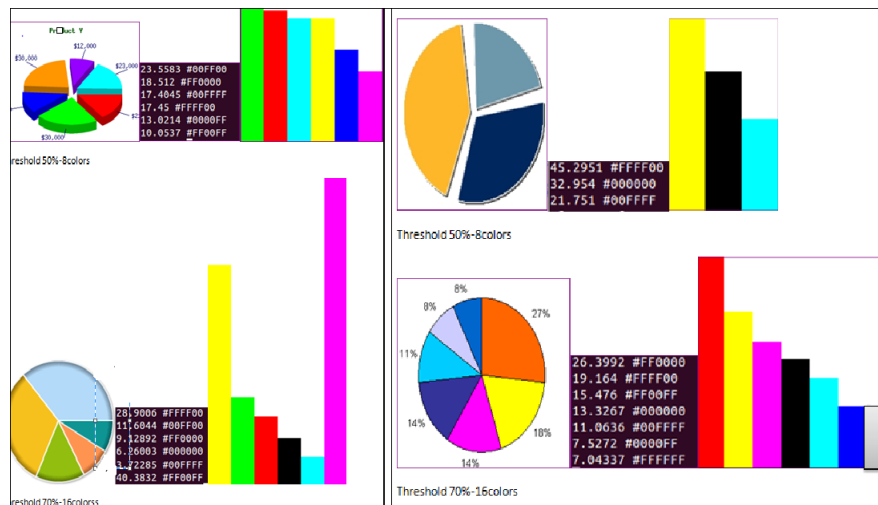 Product Y
$12,000
$30,000
$23,000
$2
$30,000
23.5583 #00FF00
18.512 #FF0000
17.4045 #00FFFF
17.45 #FFFF00
13.0214 #0000FF
10.0537 #FF00FF
reshold 50%-8colors
28.9006 #FFFF00
11.6044 #00FF00
9.12892 #FF0000
6.26003 #000000
3.72285 #00FFFF
40.3832 #FF00FF
reshold 70%-16colorss
45.2951 #FFFF00
32.954 #000000
21.751 #00FFFF
Threshold 50%-8colors
8%
8%
27%
11%
14%
18%
14%
26.3992 #FF0000
19.164 #FFFF00
15.476 #FF00FF
13.3267 #000000
11.0636 #00FFFF
7.5272 #0000FF
7.04337 #FFFFFF
Threshold 70%-16colors